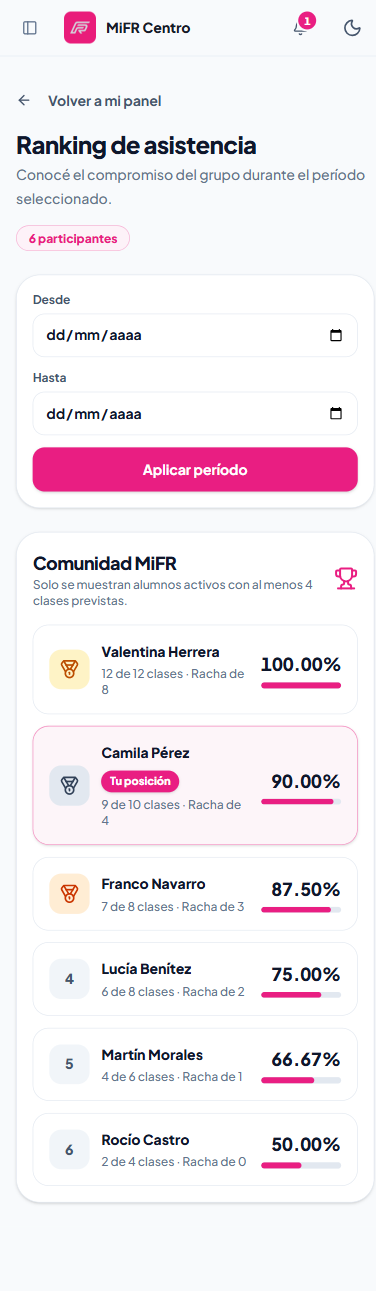 MiFR Centro
1
Volver a mi panel
Ranking de asistencia
Conocé el compromiso del grupo durante el período
seleccionado.
6 participantes
Desde
dd/mm/aaaa
Hasta
dd/mm/aaaa
Aplicar período
Comunidad MiFR
Solo se muestran alumnos activos con al menos 4
clases previstas.
Valentina Herrera
12 de 12 clases · Racha de
8
100.00%
Camila Pérez
Tu posición
9 de 10 clases · Racha de
4
90.00%
Franco Navarro
7 de 8 clases · Racha de 3
87.50%
4
Lucía Benítez
6 de 8 clases · Racha de 2
75.00%
5
Martín Morales
4 de 6 clases · Racha de 1
66.67%
6
Rocío Castro
2 de 4 clases · Racha de 0
50.00%